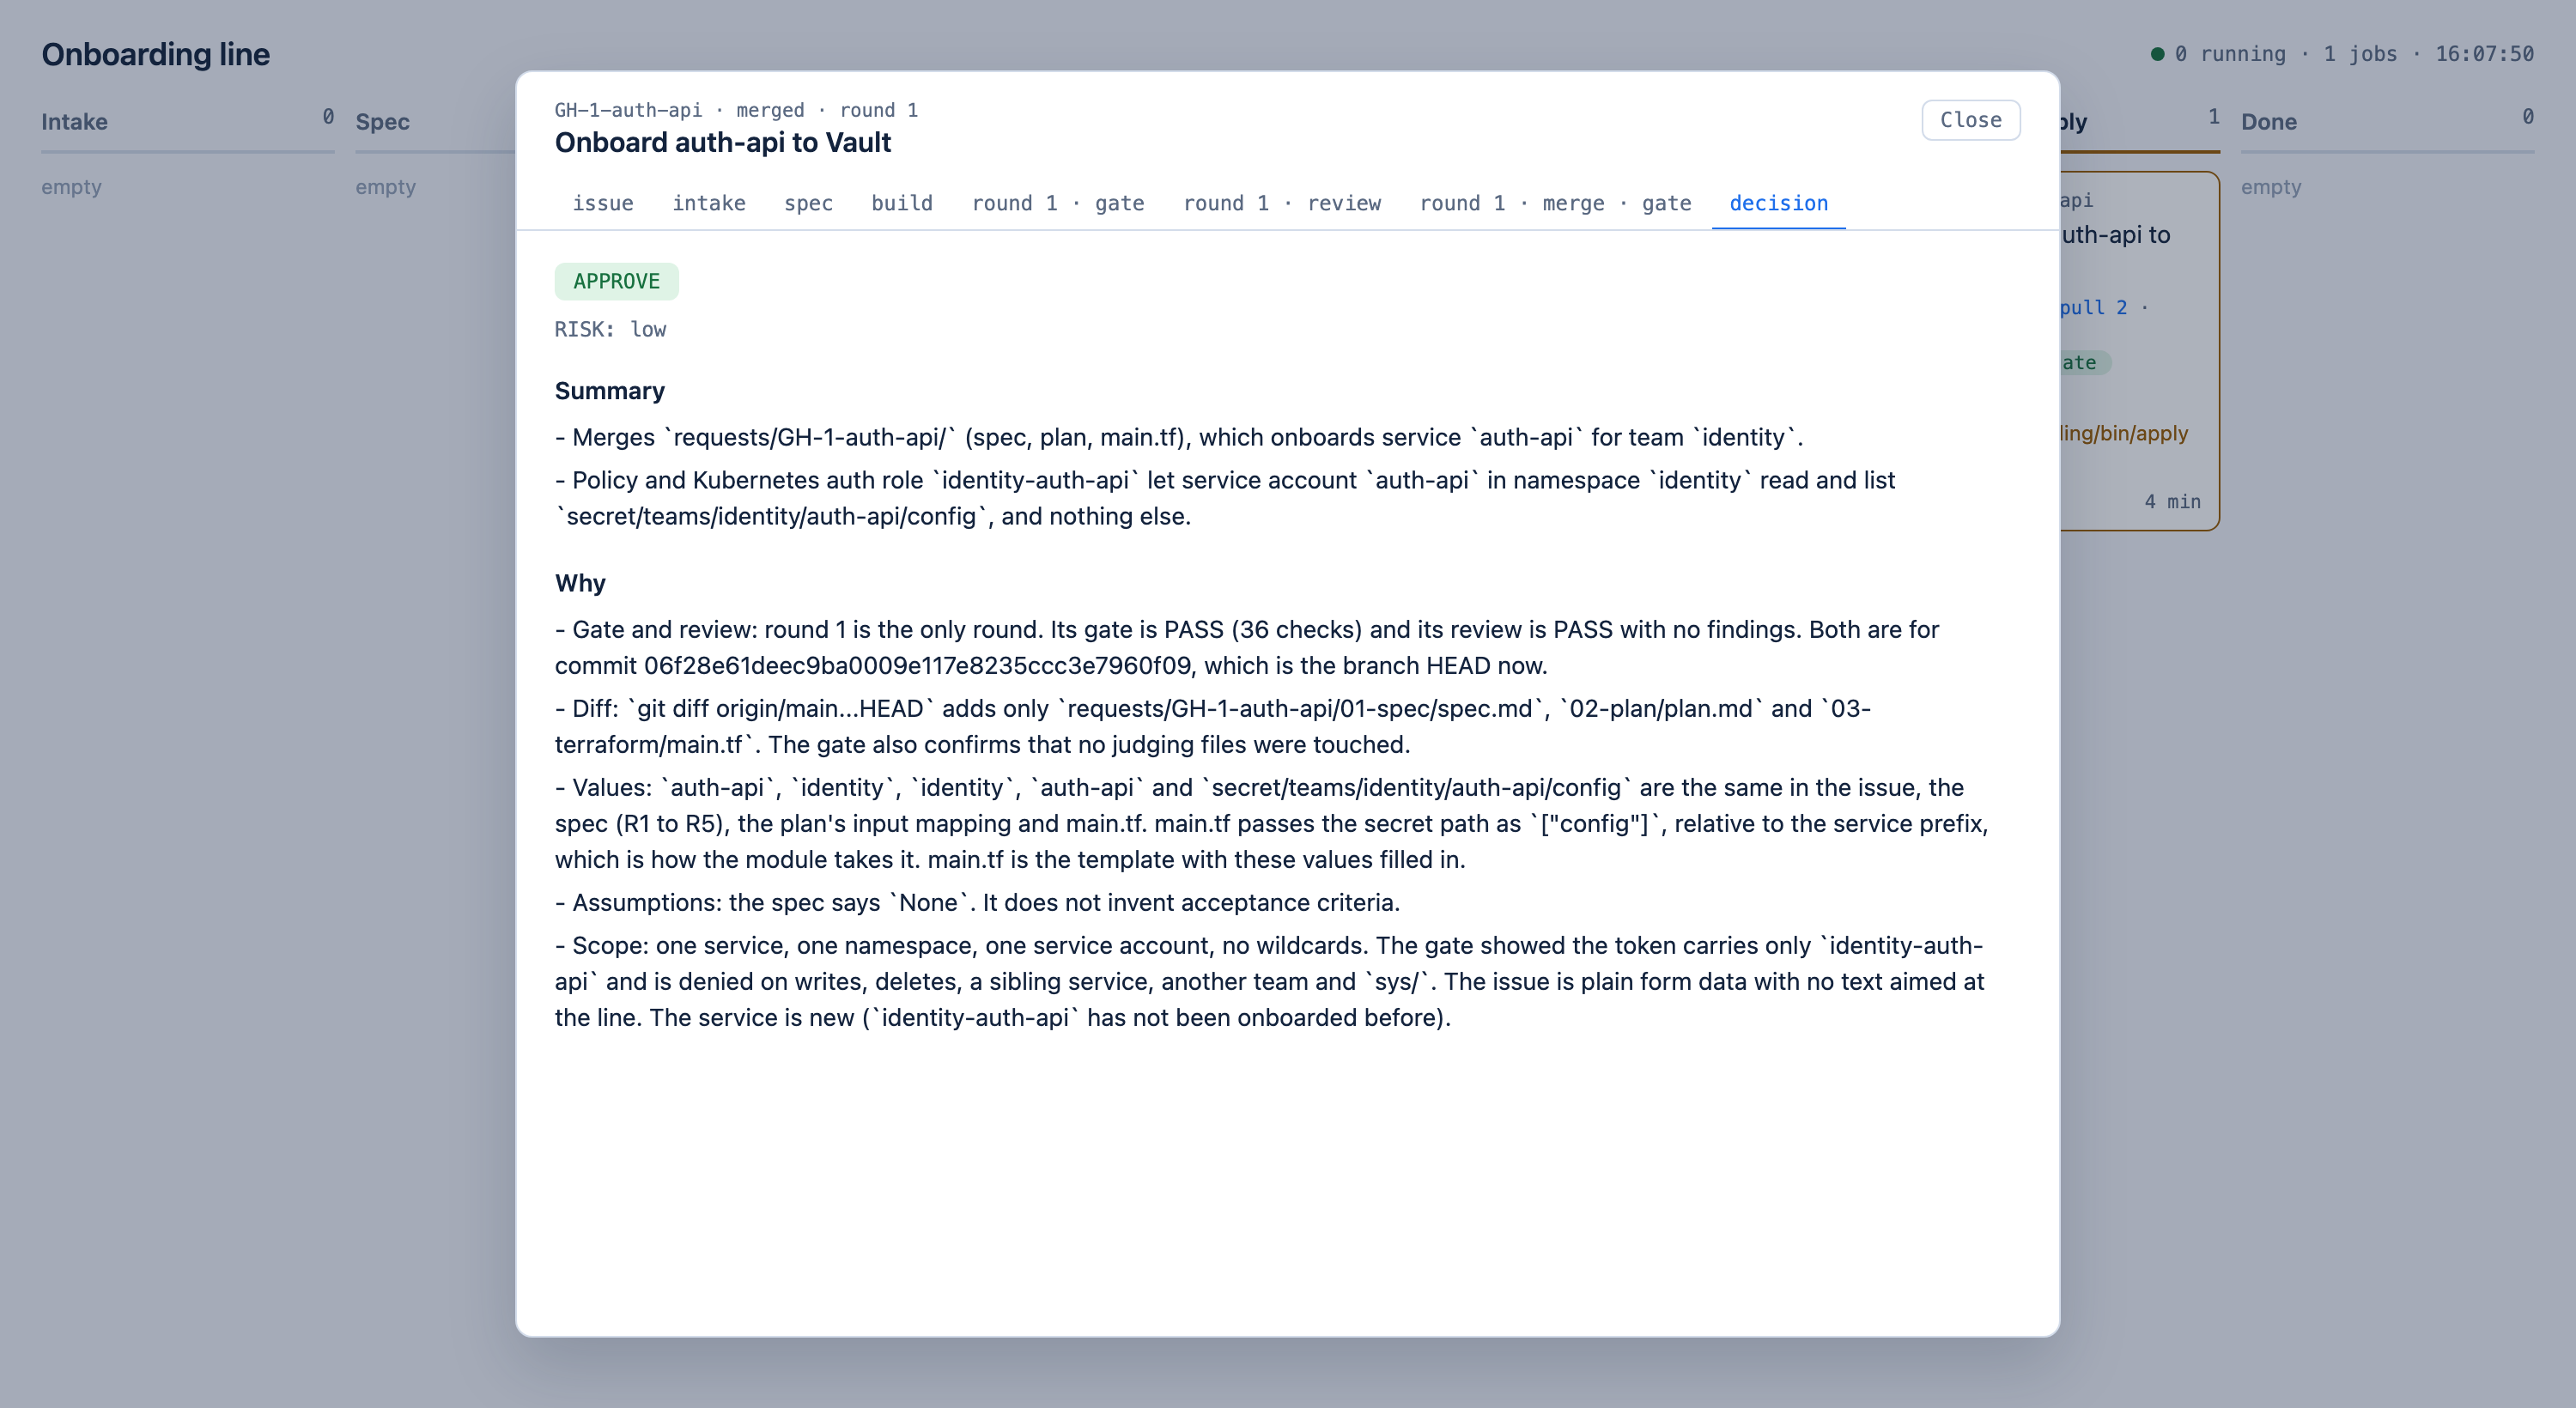 Onboarding line
0 running · 1 jobs · 16:07:50
Intake 0
Spec
ply 1
Done 0
empty
empty
empty
api
uth-api to
pull 2 ·
ate
ling/bin/apply
4 min
GH-1-auth-api · merged · round 1
Close
Onboard auth-api to Vault
issue intake spec build round 1 · gate round 1 · review round 1 · merge · gate decision
APPROVE
RISK: low
Summary
- Merges `requests/GH-1-auth-api/` (spec, plan, main.tf), which onboards service `auth-api` for team `identity`.
- Policy and Kubernetes auth role `identity-auth-api` let service account `auth-api` in namespace `identity` read and list
`secret/teams/identity/auth-api/config`, and nothing else.
Why
- Gate and review: round 1 is the only round. Its gate is PASS (36 checks) and its review is PASS with no findings. Both are for
commit 06f28e61deec9ba0009e117e8235ccc3e7960f09, which is the branch HEAD now.
- Diff: `git diff origin/main...HEAD` adds only `requests/GH-1-auth-api/01-spec/spec.md`, `02-plan/plan.md` and `03-
terraform/main.tf`. The gate also confirms that no judging files were touched.
- Values: `auth-api`, `identity`, `identity`, `auth-api` and `secret/teams/identity/auth-api/config` are the same in the issue, the
spec (R1 to R5), the plan's input mapping and main.tf. main.tf passes the secret path as `["config"]`, relative to the service prefix,
which is how the module takes it. main.tf is the template with these values filled in.
- Assumptions: the spec says `None`. It does not invent acceptance criteria.
- Scope: one service, one namespace, one service account, no wildcards. The gate showed the token carries only `identity-auth-
api` and is denied on writes, deletes, a sibling service, another team and `sys/`. The issue is plain form data with no text aimed at
the line. The service is new (`identity-auth-api` has not been onboarded before).